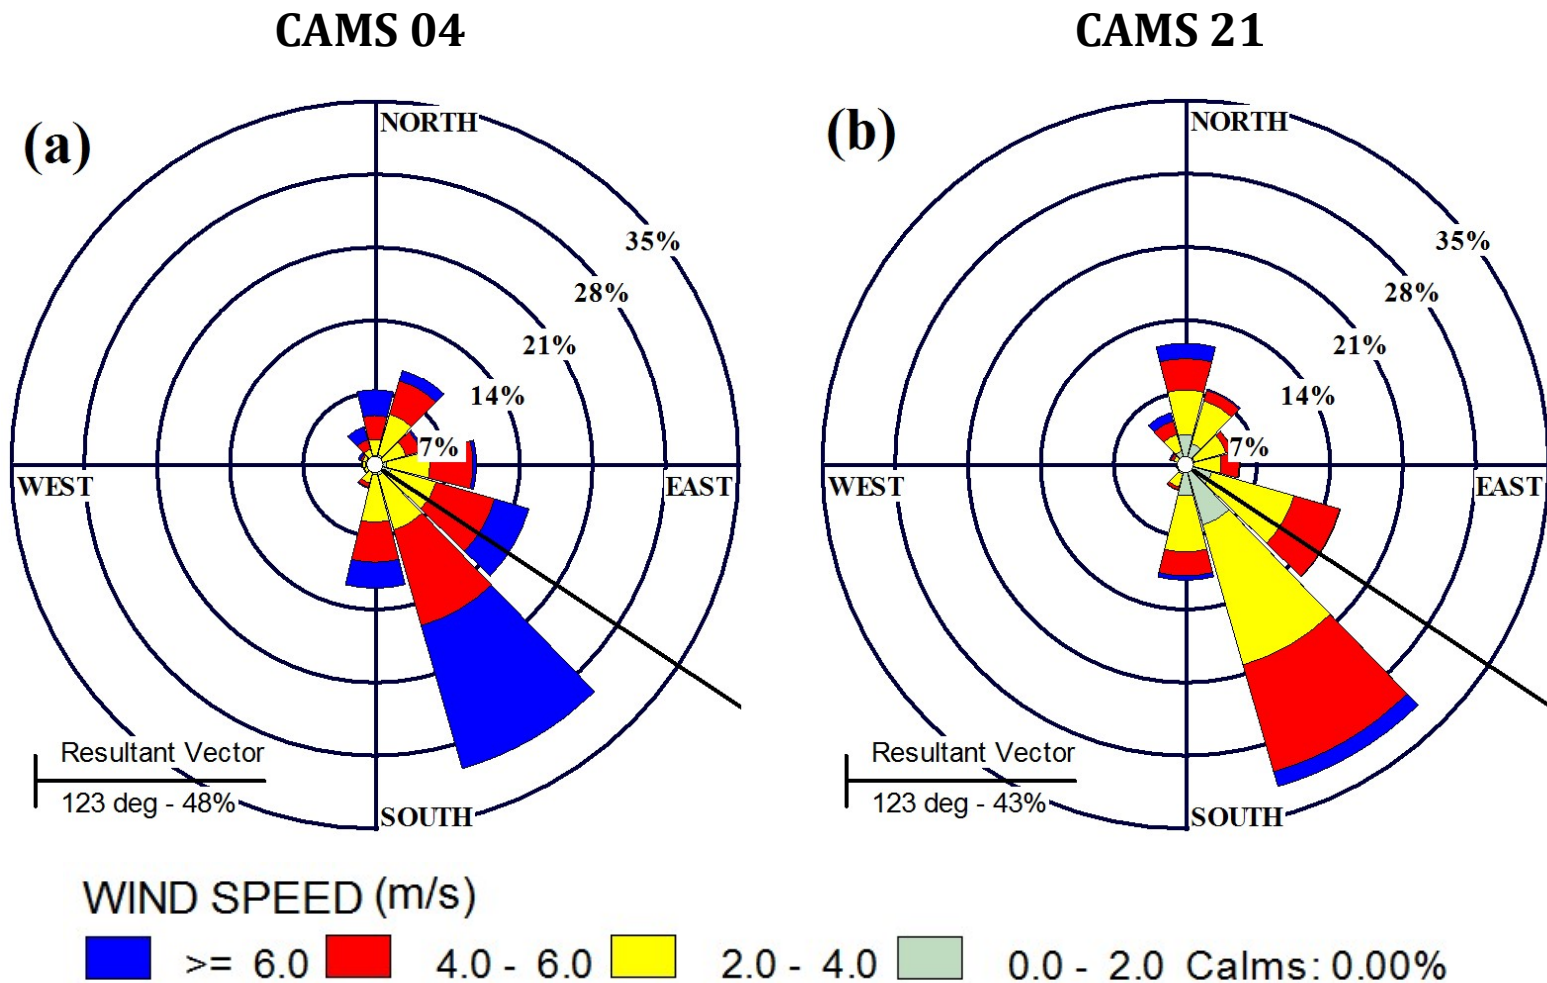 CAMS 04
CAMS 21
(a)
NORTH
35%
28%
21%
14%
7%
WEST
EAST
Resultant Vector
123 deg - 48%
SOUTH
(b)
NORTH
35%
28%
21%
14%
7%
WEST
EAST
Resultant Vector
123 deg - 43%
SOUTH
WIND SPEED (m/s)
>= 6.0 4.0 - 6.0 2.0 - 4.0 0.0 - 2.0 Calms: 0.00%